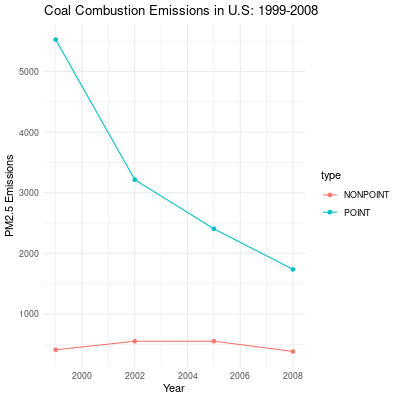 Coal Combustion Emissions in U.S: 1999-2008
PM2.5 Emissions
5000
4000
3000
2000
1000
2000 2002 2004 2006 2008
Year
type
NONPOINT
POINT